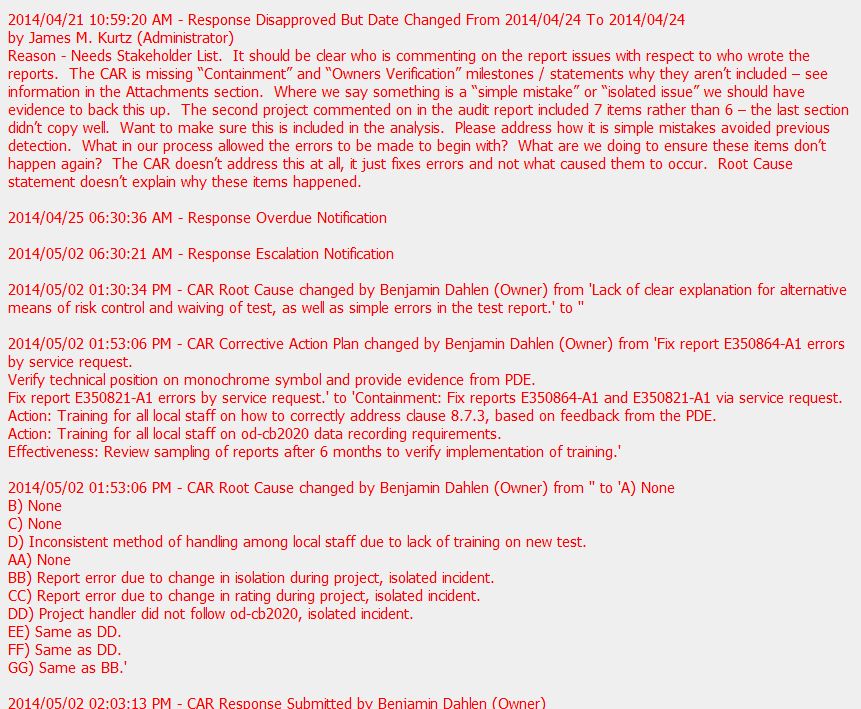 2014/04/21 10:59:20 AM - Response Disapproved But Date Changed From 2014/04/24 To 2014/04/24
by James M. Kurtz (Administrator)
Reason - Needs Stakeholder List.  It should be clear who is commenting on the report issues with respect to who wrote the
reports.  The CAR is missing “Containment” and “Owners Verification” milestones / statements why they aren’t included – see
information in the Attachments section.  Where we say something is a “simple mistake” or “isolated issue” we should have
evidence to back this up.  The second project commented on in the audit report included 7 items rather than 6 – the last section
didn’t copy well.  Want to make sure this is included in the analysis.  Please address how it is simple mistakes avoided previous
detection.  What in our process allowed the errors to be made to begin with?  What are we doing to ensure these items don’t
happen again?  The CAR doesn’t address this at all, it just fixes errors and not what caused them to occur.  Root Cause
statement doesn’t explain why these items happened.
2014/04/25 06:30:36 AM - Response Overdue Notification
2014/05/02 06:30:21 AM - Response Escalation Notification
2014/05/02 01:30:34 PM - CAR Root Cause changed by Benjamin Dahlen (Owner) from 'Lack of clear explanation for alternative
means of risk control and waiving of test, as well as simple errors in the test report.' to ''
2014/05/02 01:53:06 PM - CAR Corrective Action Plan changed by Benjamin Dahlen (Owner) from 'Fix report E350864-A1 errors
by service request.
Verify technical position on monochrome symbol and provide evidence from PDE.
Fix report E350821-A1 errors by service request.' to 'Containment: Fix reports E350864-A1 and E350821-A1 via service request.
Action: Training for all local staff on how to correctly address clause 8.7.3, based on feedback from the PDE.
Action: Training for all local staff on od-cb2020 data recording requirements.
Effectiveness: Review sampling of reports after 6 months to verify implementation of training.'
2014/05/02 01:53:06 PM - CAR Root Cause changed by Benjamin Dahlen (Owner) from '' to 'A) None
B) None
C) None
D) Inconsistent method of handling among local staff due to lack of training on new test.
AA) None
BB) Report error due to change in isolation during project, isolated incident.
CC) Report error due to change in rating during project, isolated incident.
DD) Project handler did not follow od-cb2020, isolated incident.
EE) Same as DD.
FF) Same as DD.
GG) Same as BB.'
2014/05/02 02:03:13 PM - CAR Response Submitted by Benjamin Dahlen (Owner)